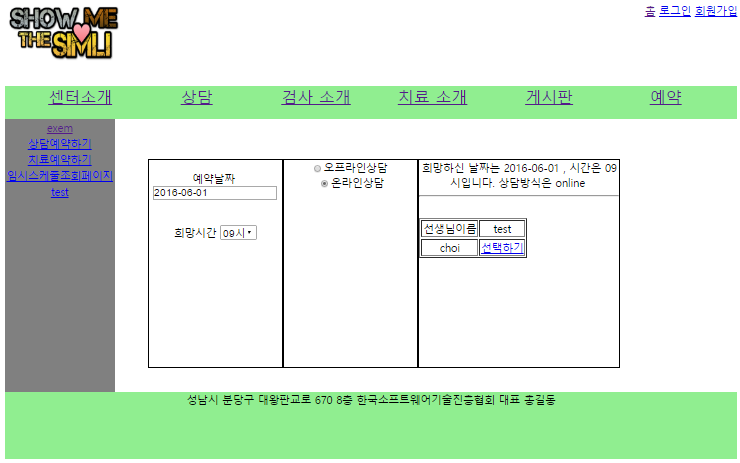 SHOW ME
THE SIMLI
홈 로그인 회원가입
센터소개 상담 검사 소개 치료 소개 게시판 예약
exem
상담예약하기
치료예약하기
임시스케쥴조회페이지
test
예약날짜
2016-06-01
희망시간 09시
오프라인상담
온라인상담
희망하신 날짜는 2016-06-01 , 시간은 09
시입니다. 상담방식은 online
선생님이름 test
choi 선택하기
성남시 분당구 대왕판교로 670 8층 한국소프트웨어기술진흥협회 대표 홍길동